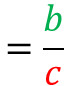 = b/c